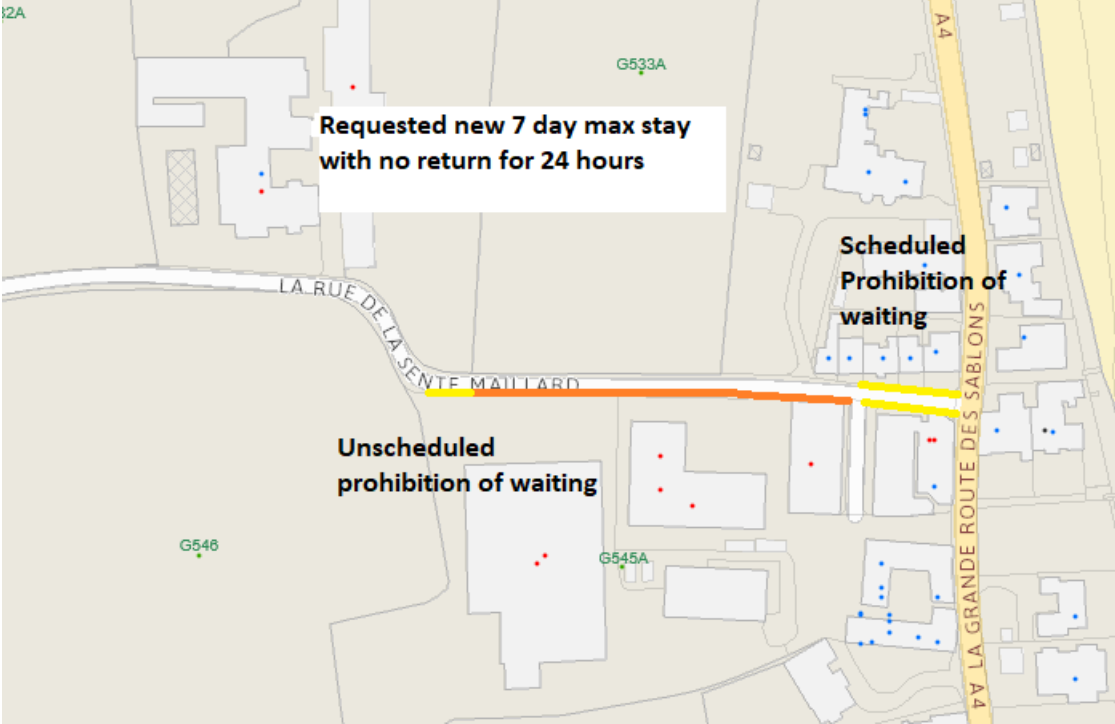 32A
A4
G533A
Requested new 7 day max stay
with no return for 24 hours
Scheduled
Prohibition of
waiting
LA RUE DE LA SENTE MAILLARD
Unscheduled
prohibition of waiting
G546
G545A
A4 LA GRANDE ROUTE DES SABLONS